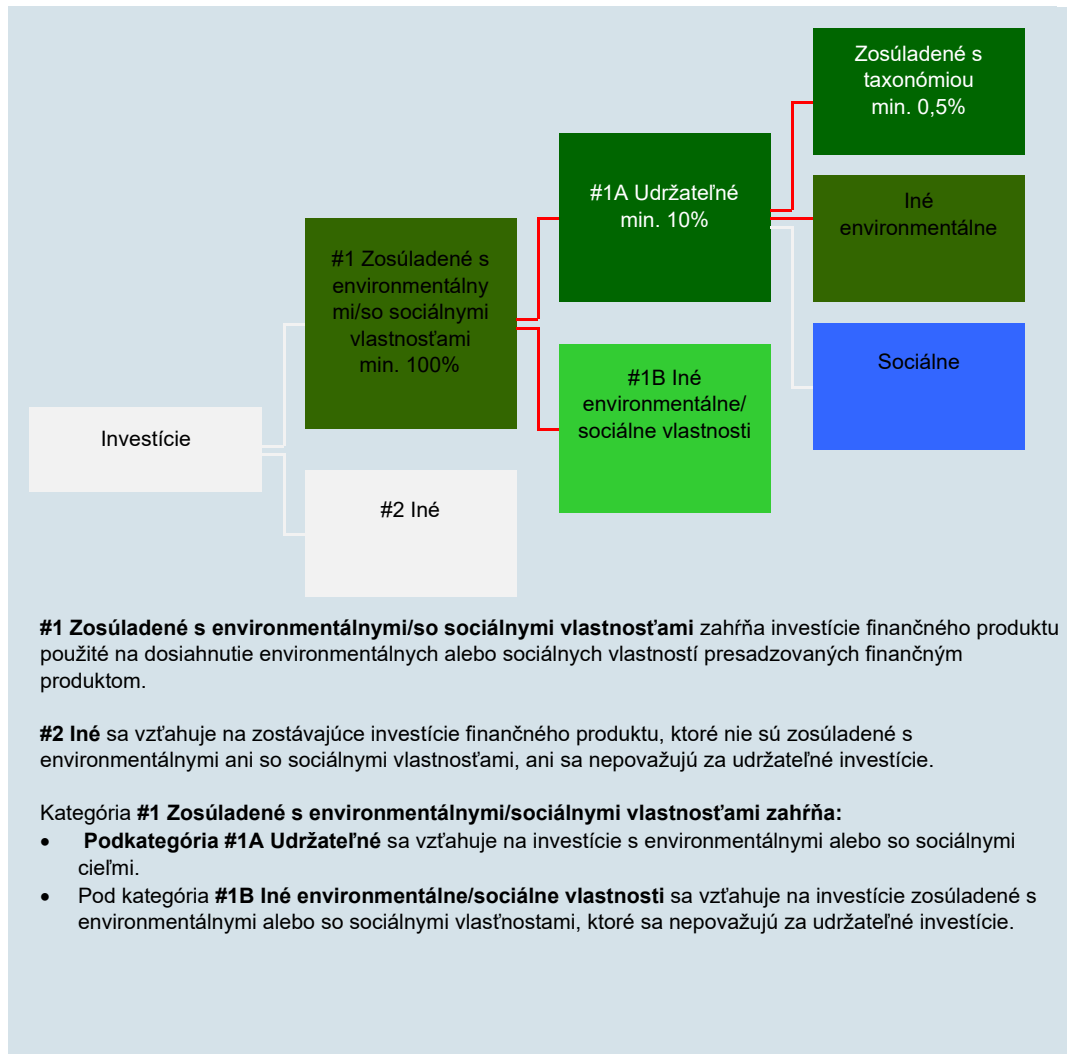 Zosúladené s
taxonómiou
min. 0,5%
#1A Udržateľné
min. 10%
Iné
environmentálne
#1 Zosúladené s
environmentálny
mi/so sociálnymi
vlastnosťami
min. 100%
Sociálne
#1B Iné
environmentálne/
sociálne vlastnosti
Investície
#2 Iné
#1 Zosúladené s environmentálnymi/so sociálnymi vlastnosťami zahŕňa investície finančného produktu
použité na dosiahnutie environmentálnych alebo sociálnych vlastností presadzovaných finančným
produktom.
#2 Iné sa vzťahuje na zostávajúce investície finančného produktu, ktoré nie sú zosúladené s
environmentálnymi ani so sociálnymi vlastnosťami, ani sa nepovažujú za udržateľné investície.
Kategória #1 Zosúladené s environmentálnymi/sociálnymi vlastnosťami zahŕňa:
• Podkategória #1A Udržateľné sa vzťahuje na investície s environmentálnymi alebo so sociálnymi
cieľmi.
• Pod kategória #1B Iné environmentálne/sociálne vlastnosti sa vzťahuje na investície zosúladené s
environmentálnymi alebo so sociálnymi vlasťnostami, ktoré sa nepovažujú za udržateľné investície.